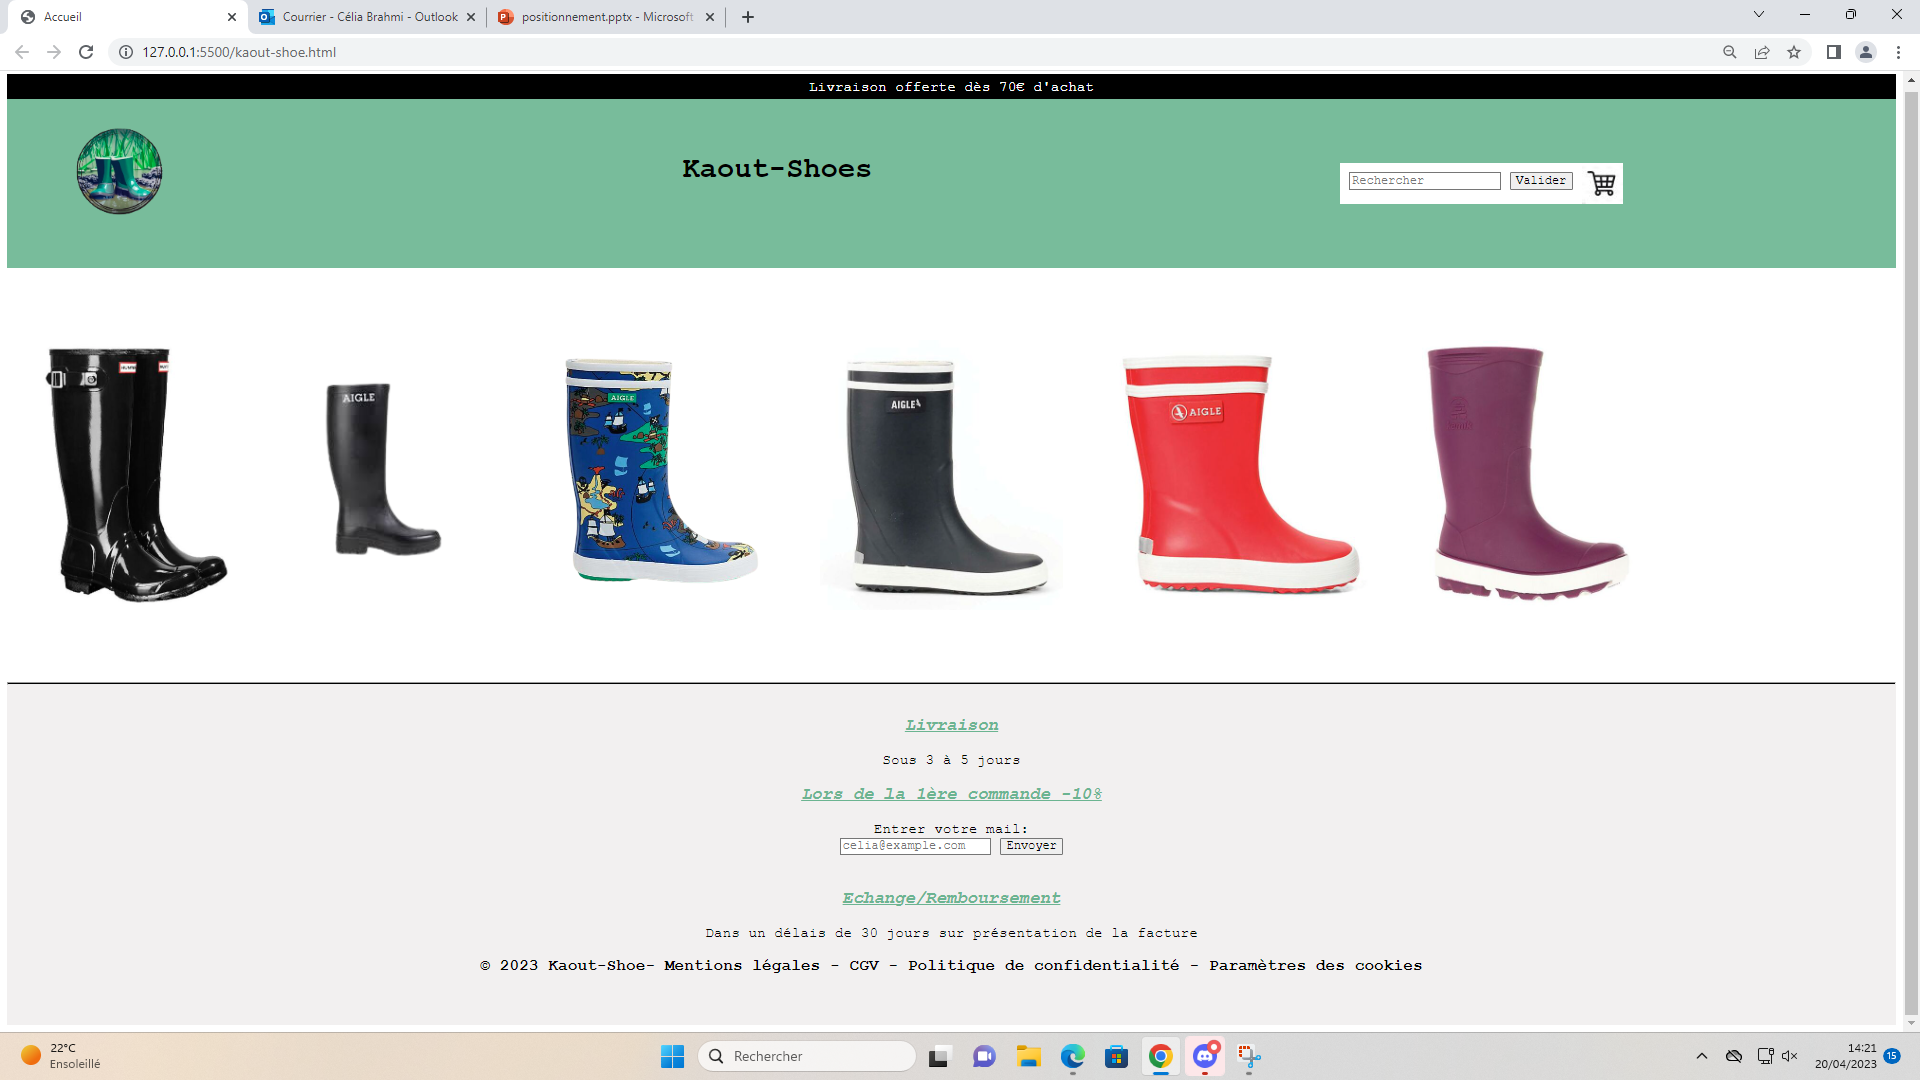 Accueil
Courrier - Célia Brahmi - Outlook
positionnement.pptx - Microsoft
127.0.0.1:5500/kaout-shoe.html
Livraison offerte dès 70€ d'achat
Kaout-Shoes
Rechercher
Valider
AIGLE
AIGLE
AIGLE
AIGLE
Livraison
Sous 3 à 5 jours
Lors de la 1ère commande -10%
Entrer votre mail:
celia@example.com
Envoyer
Echange/Remboursement
Dans un délais de 30 jours sur présentation de la facture
© 2023 Kaout-Shoe- Mentions légales - CGV - Politique de confidentialité - Paramètres des cookies
22°C
Ensoleillé
Rechercher
14:21
20/04/2023
15